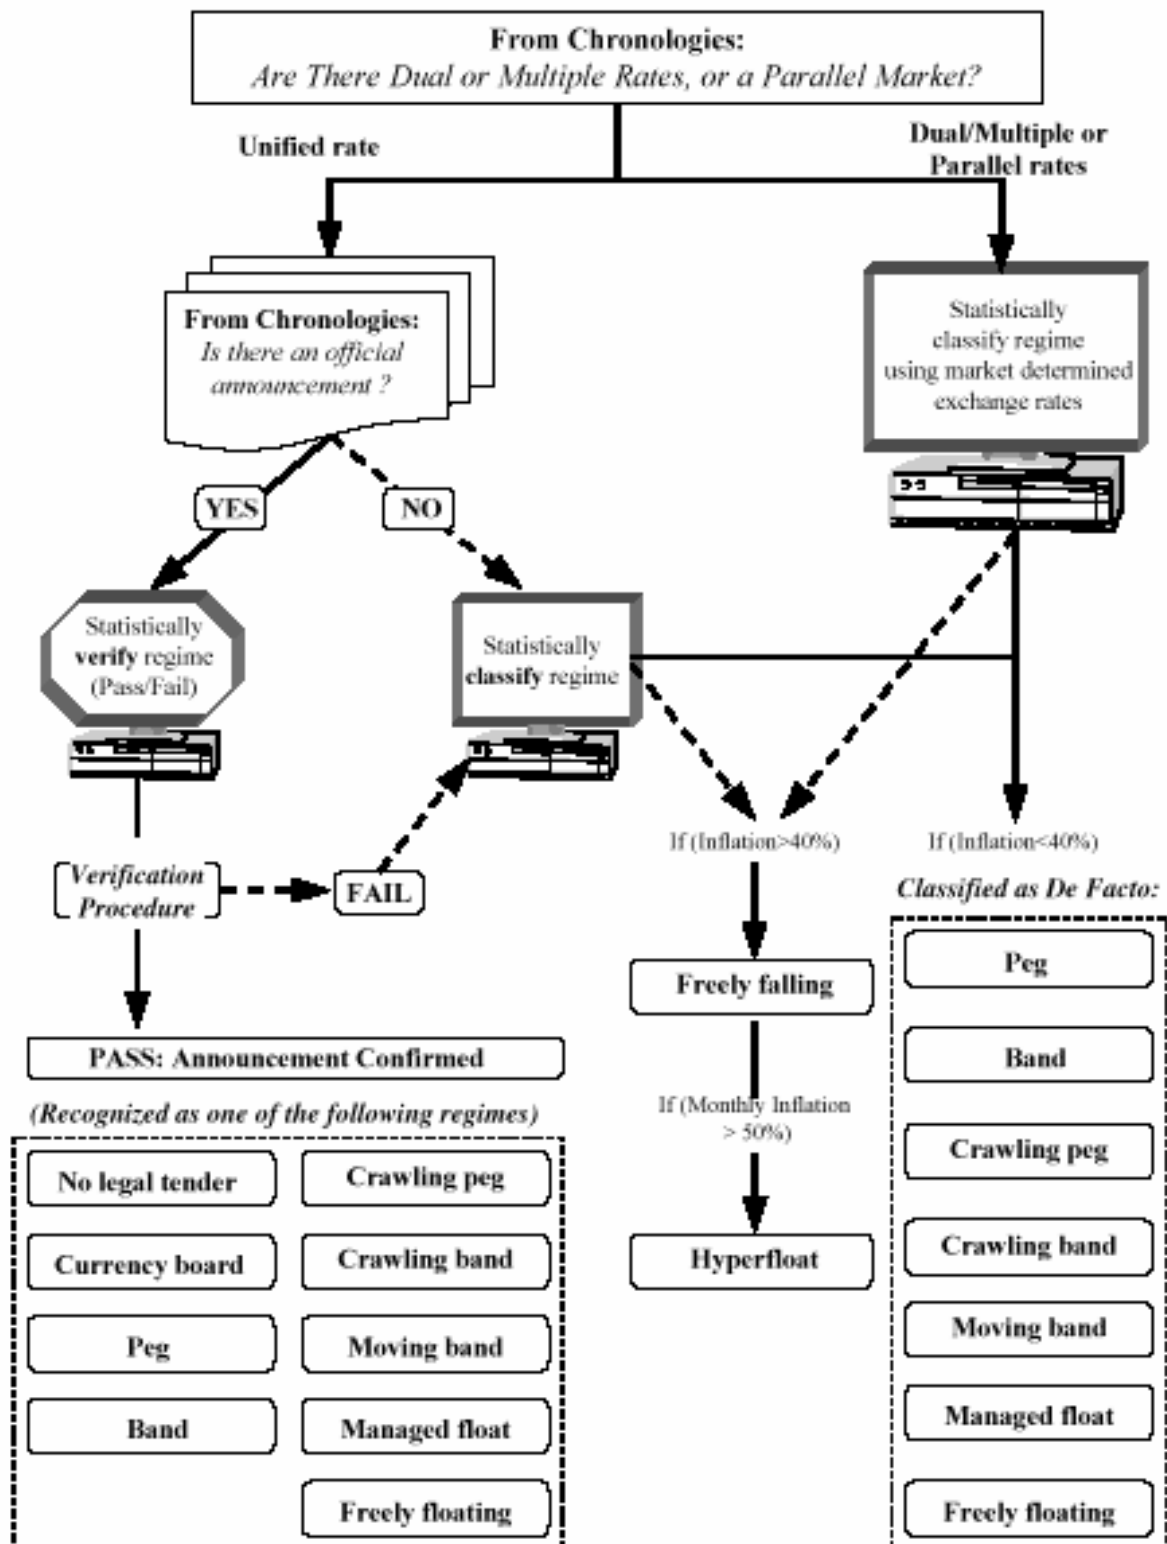 From Chronologies:
Are There Dual or Multiple Rates, or a Parallel Market?
Unified rate
Dual/Multiple or
Parallel rates
From Chronologies:
Is there an official
announcement ?
Statistically
classify regime
using market determined
exchange rates
YES
NO
Statistically
verify regime
(Pass/Fail)
Statistically
classify regime
If (Inflation>40%)
If (Inflation<40%)
Verification
Procedure
FAIL
Classified as De Facto:
Freely falling
Peg
Band
Crawling peg
Crawling band
Moving band
Managed float
Freely floating
If (Monthly Inflation
> 50%)
Hyperfloat
PASS: Announcement Confirmed
(Recognized as one of the following regimes)
No legal tender
Currency board
Peg
Band
Crawling peg
Crawling band
Moving band
Managed float
Freely floating